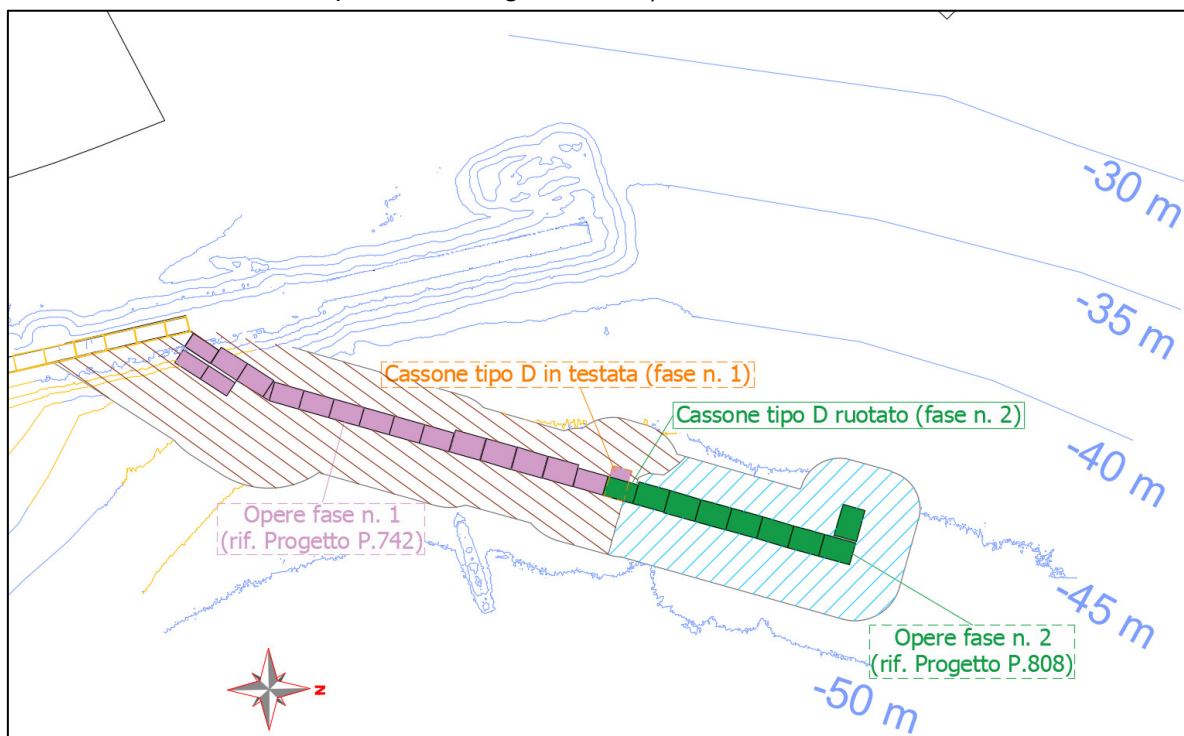 -30 m
-35 m
Cassone tipo D in testata (fase n. 1)
Cassone tipo D ruotato (fase n. 2)
-40 m
Opere fase n. 1
(rif. Progetto P.742)
-45 m
Opere fase n. 2
(rif. Progetto P.808)
N
-50 m